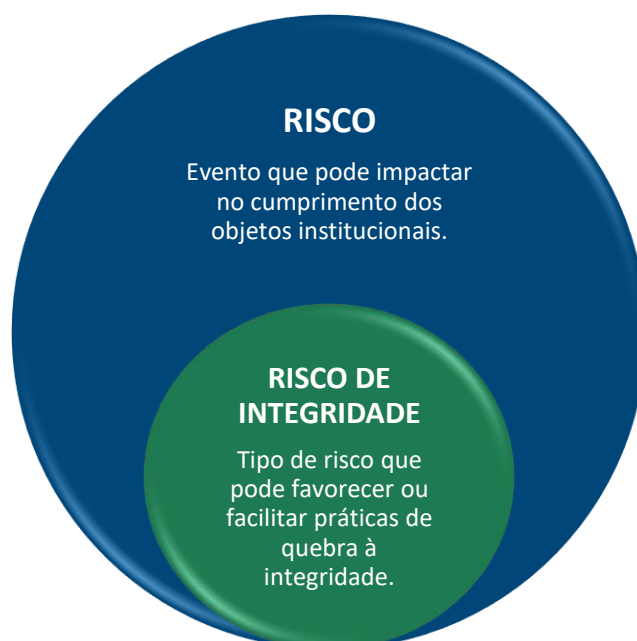 RISCO
Evento que pode impactar
no cumprimento dos
objetos institucionais.
RISCO DE
INTEGRIDADE
Tipo de risco que
pode favorecer ou
facilitar práticas de
quebra à
integridade.